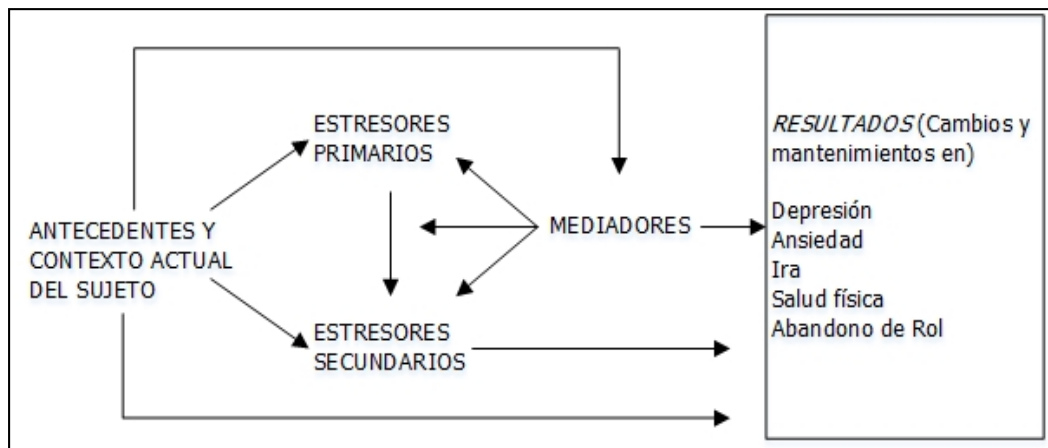 ESTRESORES
PRIMARIOS
ANTECEDENTES Y
CONTEXTO ACTUAL
DEL SUJETO
MEDIADORES
ESTRESORES
SECUNDARIOS
RESULTADOS (Cambios y
mantenimientos en)
Depresión
Ansiedad
Ira
Salud física
Abandono de Rol